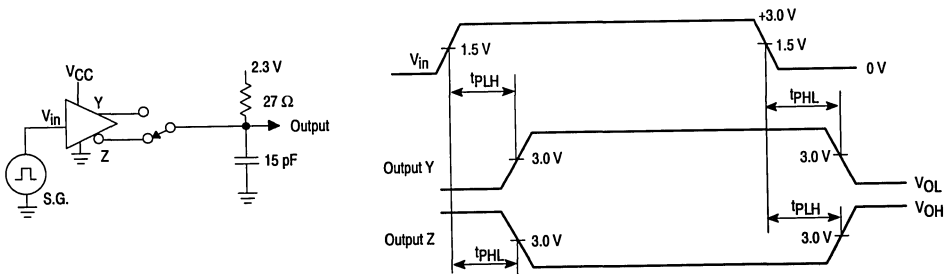 VCC
Vin
Y
Z
S.G.
2.3 V
27 Ω
Output
15 pF
Vin
1.5 V
+3.0 V
1.5 V
0 V
tPLH
tPHL
Output Y
3.0 V
3.0 V
VOL
tPLH
VOH
Output Z
tPHL
3.0 V
3.0 V